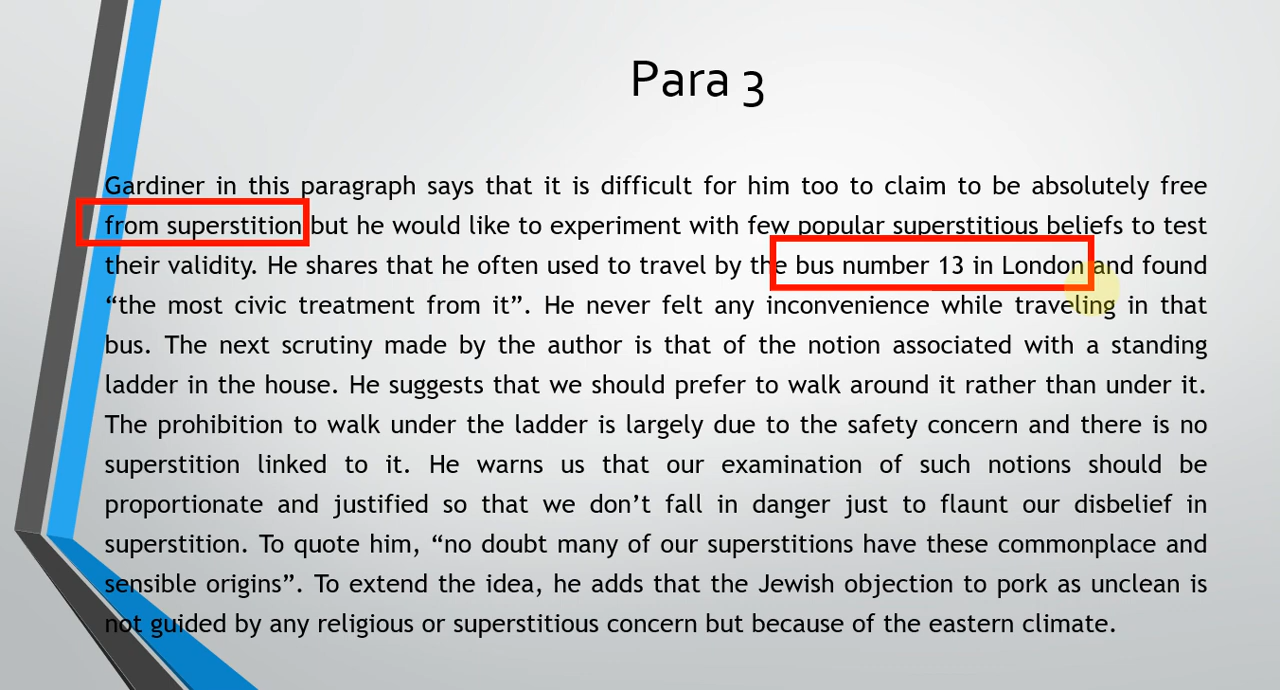 Para 3
Gardiner in this paragraph says that it is difficult for him too to claim to be absolutely free
from superstition but he would like to experiment with few popular superstitious beliefs to test
their validity. He shares that he often used to travel by the bus number 13 in London and found
“the most civic treatment from it”. He never felt any inconvenience while traveling in that
bus. The next scrutiny made by the author is that of the notion associated with a standing
ladder in the house. He suggests that we should prefer to walk around it rather than under it.
The prohibition to walk under the ladder is largely due to the safety concern and there is no
superstition linked to it. He warns us that our examination of such notions should be
proportionate and justified so that we don’t fall in danger just to flaunt our disbelief in
superstition. To quote him, “no doubt many of our superstitions have these commonplace and
sensible origins”. To extend the idea, he adds that the Jewish objection to pork as unclean is
not guided by any religious or superstitious concern but because of the eastern climate.